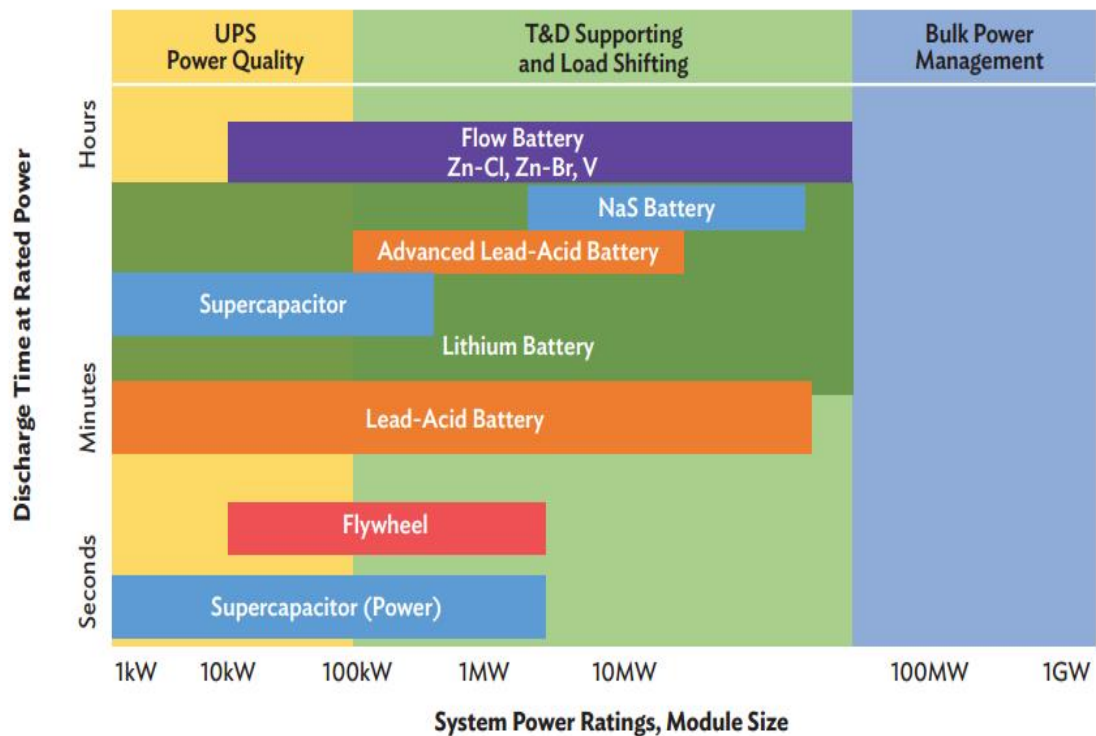 UPS
Power Quality
T&D Supporting
and Load Shifting
Bulk Power
Management
Discharge Time at Rated Power
Hours
Minutes
Seconds
Flow Battery
Zn-Cl, Zn-Br, V
NaS Battery
Advanced Lead-Acid Battery
Supercapacitor
Lithium Battery
Lead-Acid Battery
Flywheel
Supercapacitor (Power)
1kW 10kW 100kW 1MW 10MW 100MW 1GW
System Power Ratings, Module Size